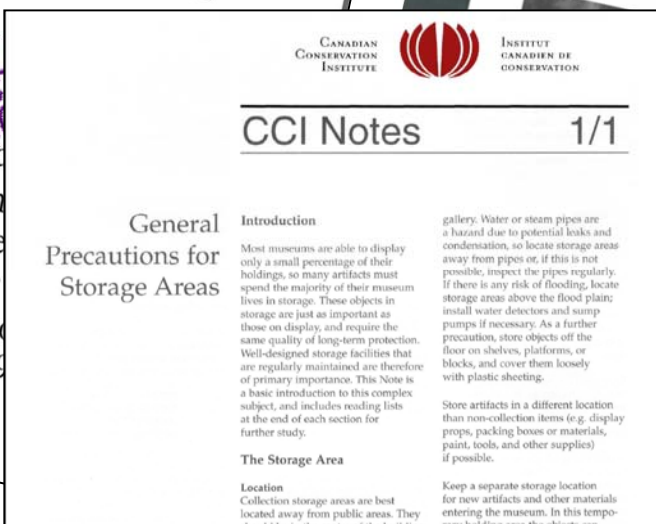 CANADIAN
CONSERVATION
INSTITUTE
INSTITUT
CANADIEN DE
CONSERVATION
CCI Notes 1/1
General
Precautions for
Storage Areas
Introduction
Most museums are able to display
only a small percentage of their
holdings, so many artifacts must
spend the majority of their museum
lives in storage. These objects in
storage are just as important as
those on display, and require the
same quality of long-term protection.
Well-designed storage facilities that
are regularly maintained are therefore
of primary importance. This Note is
a basic introduction to this complex
subject, and includes reading lists
at the end of each section for
further study.
The Storage Area
Location
Collection storage areas are best
located away from public areas. They
gallery. Water or steam pipes are
a hazard due to potential leaks and
condensation, so locate storage areas
away from pipes or, if this is not
possible, inspect the pipes regularly.
If there is any risk of flooding, locate
storage areas above the flood plain;
install water detectors and sump
pumps if necessary. As a further
precaution, store objects off the
floor on shelves, platforms, or
blocks, and cover them loosely
with plastic sheeting.
Store artifacts in a different location
than non-collection items (e.g. display
props, packing boxes or materials,
paint, tools, and other supplies)
if possible.
Keep a separate storage location
for new artifacts and other materials
entering the museum. In this tempo-